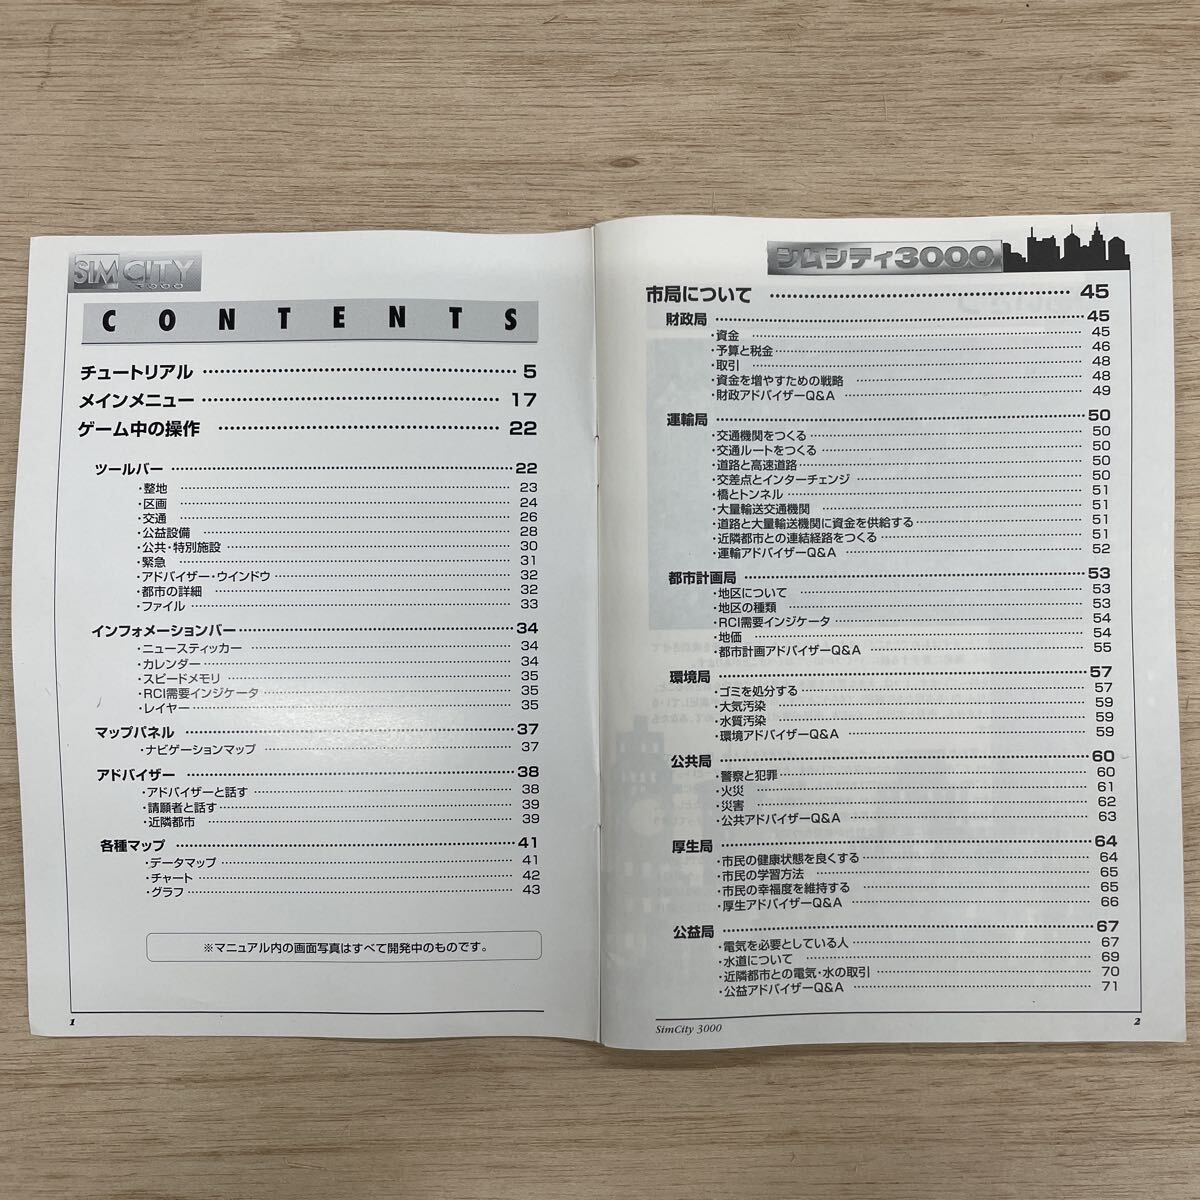 SIMCITY
3000
CONTENTS
チュートリアル 5
メインメニュー 17
ゲーム中の操作 22
ツールバー 22
・整地 23
・区画 24
・交通 26
・公益設備 28
・公共・特別施設 30
・緊急 31
・アドバイザー・ウインドウ 32
・都市の詳細 32
・ファイル 33
インフォメーションバー 34
・ニュースティッカー 34
・カレンダー 34
・スピードメモリ 35
・RCI需要インジケータ 35
・レイヤー 35
マップパネル 37
・ナビゲーションマップ 37
アドバイザー 38
・アドバイザーと話す 38
・請願者と話す 39
・近隣都市 39
各種マップ 41
・データマップ 41
・チャート 42
・グラフ 43
※マニュアル内の画面写真はすべて開発中のものです。
1
シムシティ3000
市局について 45
財政局 45
・資金 45
・予算と税金 46
・取引 48
・資金を増やすための戦略 48
・財政アドバイザーQ&A 49
運輸局 50
・交通機関をつくる 50
・交通ルートをつくる 50
・道路と高速道路 50
・交差点とインターチェンジ 50
・橋とトンネル 51
・大量輸送交通機関 51
・道路と大量輸送機関に資金を供給する 51
・近隣都市との連結経路をつくる 51
・運輸アドバイザーQ&A 52
都市計画局 53
・地区について 53
・地区の種類 53
・RCI需要インジケータ 54
・地価 54
・都市計画アドバイザーQ&A 55
環境局 57
・ゴミを処分する 57
・大気汚染 59
・水質汚染 59
・環境アドバイザーQ&A 59
公共局 60
・警察と犯罪 60
・火災 61
・災害 62
・公共アドバイザーQ&A 63
厚生局 64
・市民の健康状態を良くする 64
・市民の学習方法 65
・市民の幸福度を維持する 65
・厚生アドバイザーQ&A 66
公益局 67
・電気を必要としている人 67
・水道について 69
・近隣都市との電気・水の取引 70
・公益アドバイザーQ&A 71
SimCity 3000
2